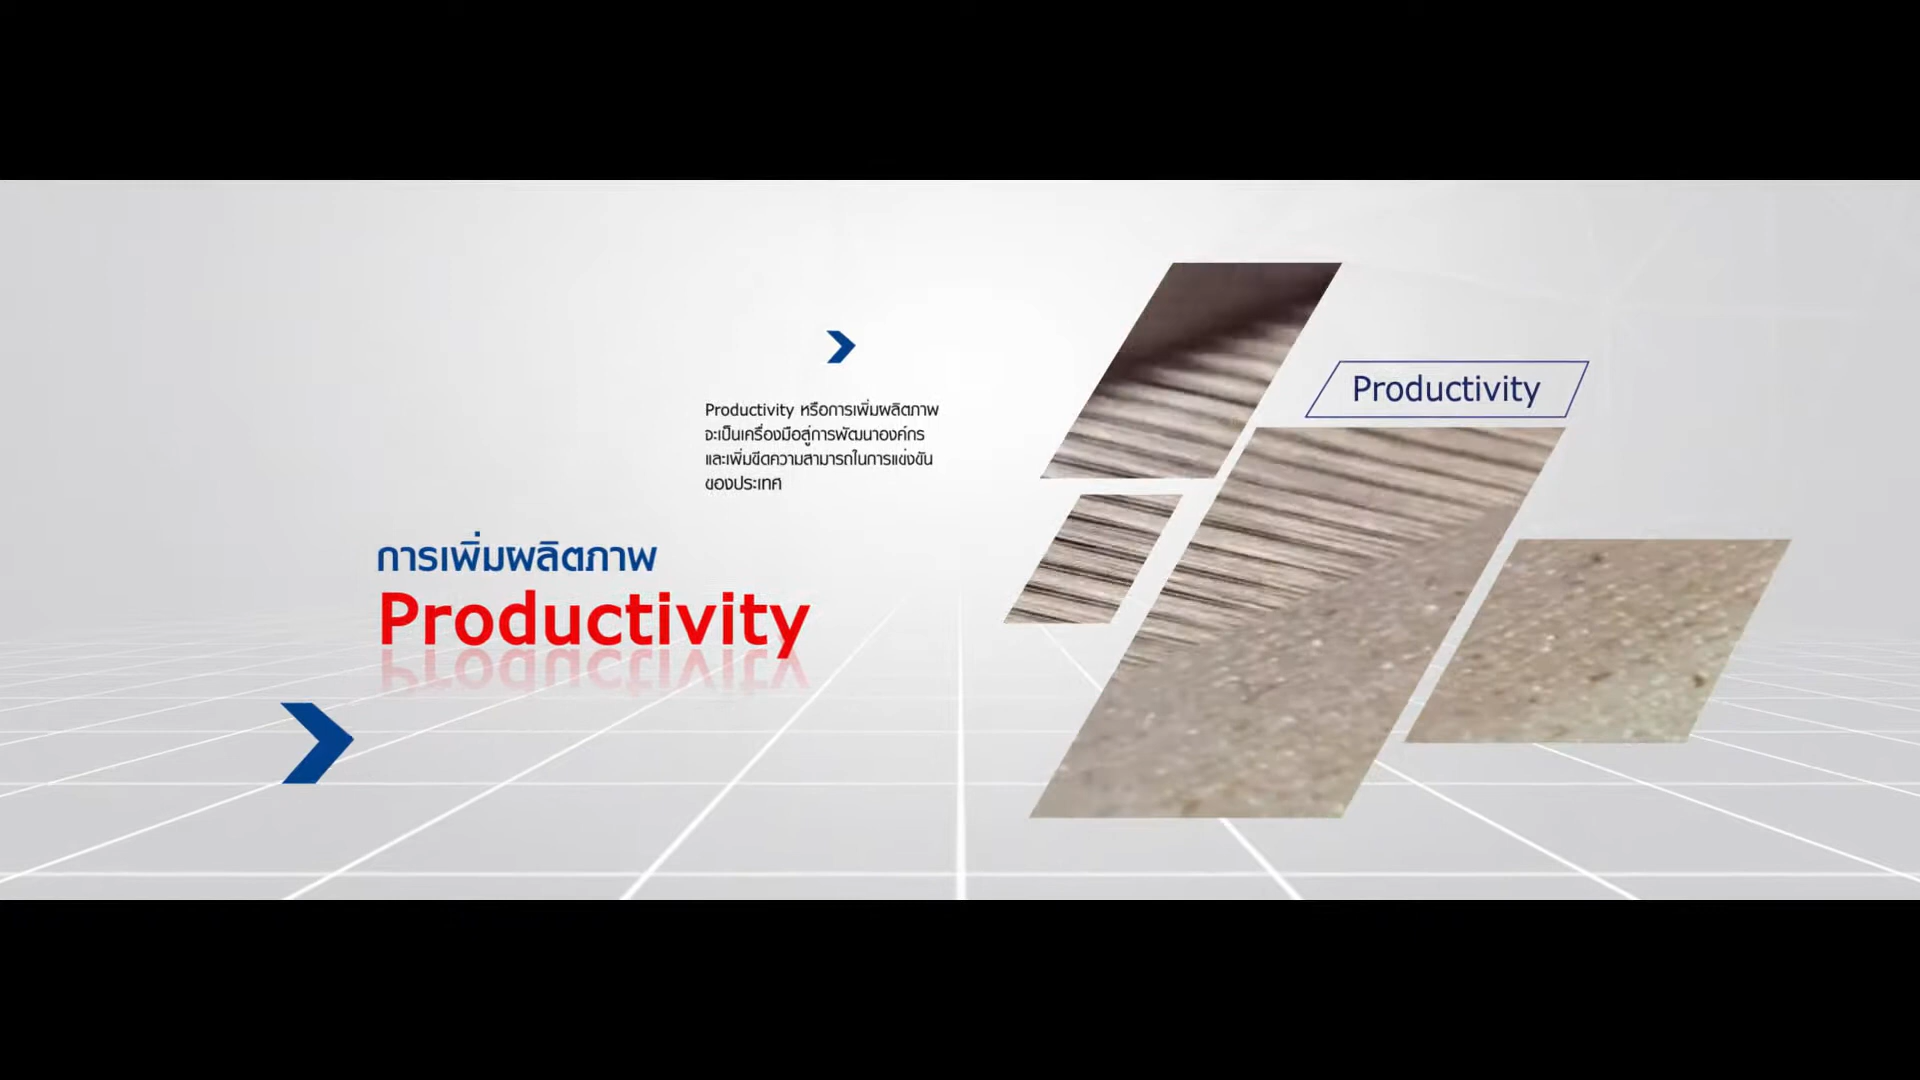 Productivity หรือการเพิ่มผลิตภาพ
จะเป็นเครื่องมือสู่การพัฒนาองค์กร
และเพิ่มขีดความสามารถในการแข่งขัน
ของประเทศ
การเพิ่มผลิตภาพ
Productivity
Productivity